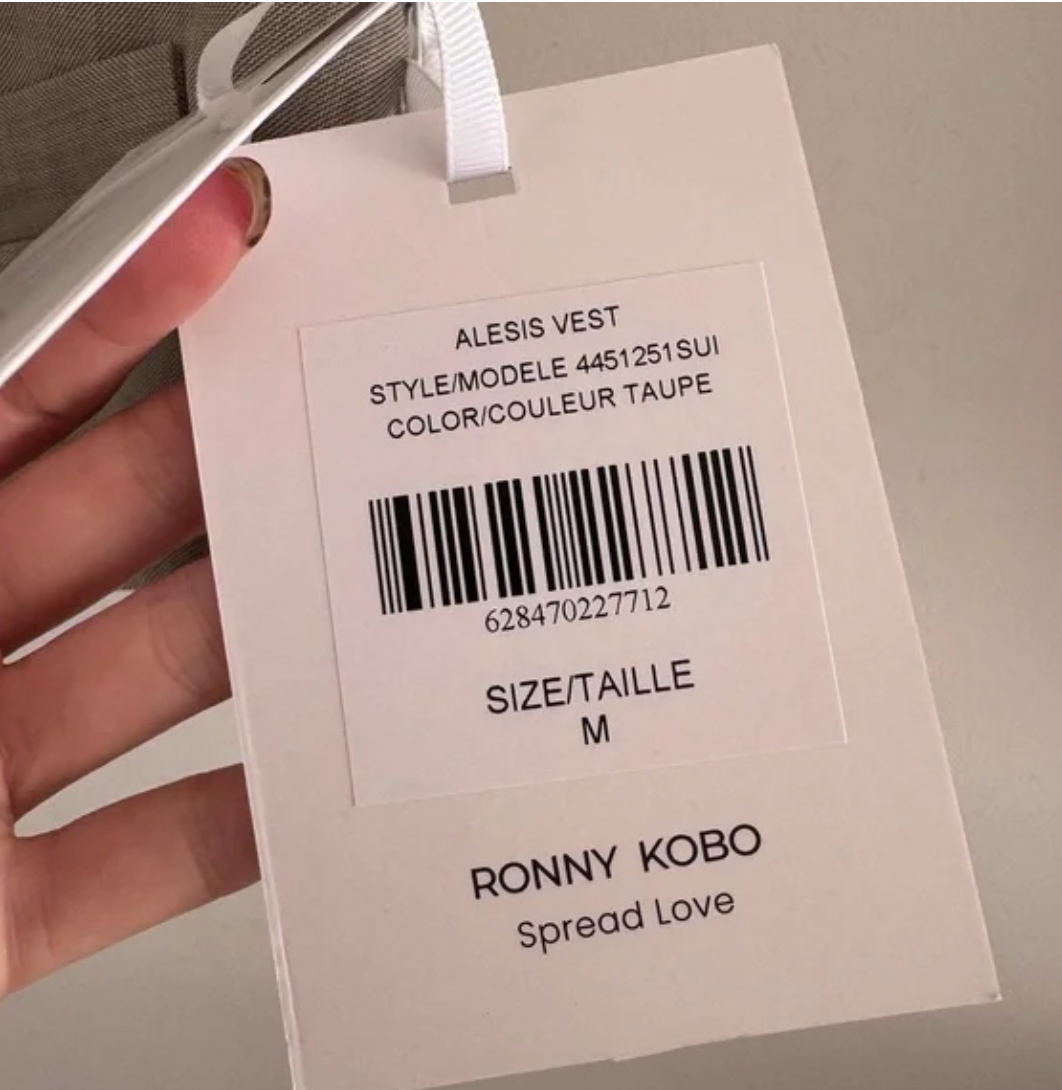 ALESIS VEST
STYLE/MODELE 4451251SUI
COLOR/COULEUR TAUPE
628470227712
SIZE/TAILLE
M
RONNY KOBO
Spread Love